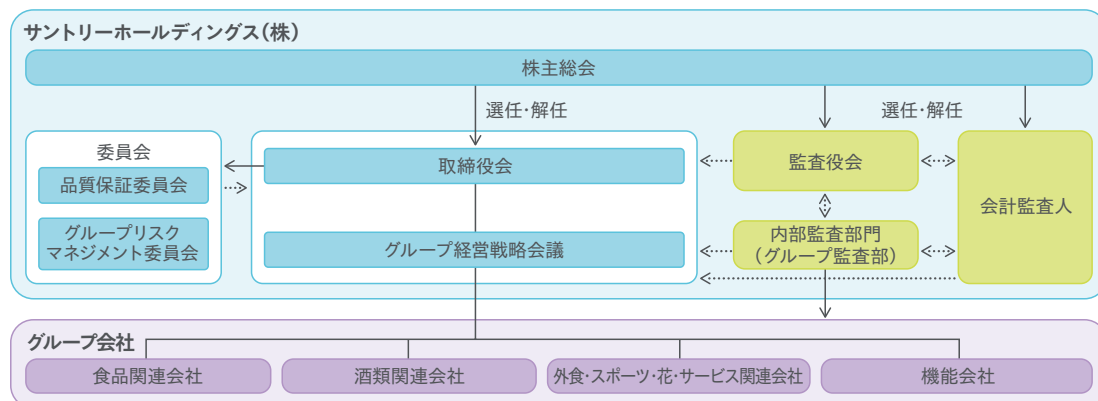 サントリーホールディングス(株)
株主総会
選任・解任
選任・解任
委員会
品質保証委員会
グループリスク
マネジメント委員会
取締役会
グループ経営戦略会議
監査役会
内部監査部門
(グループ監査部)
会計監査人
グループ会社
食品関連会社
酒類関連会社
外食・スポーツ・花・サービス関連会社
機能会社